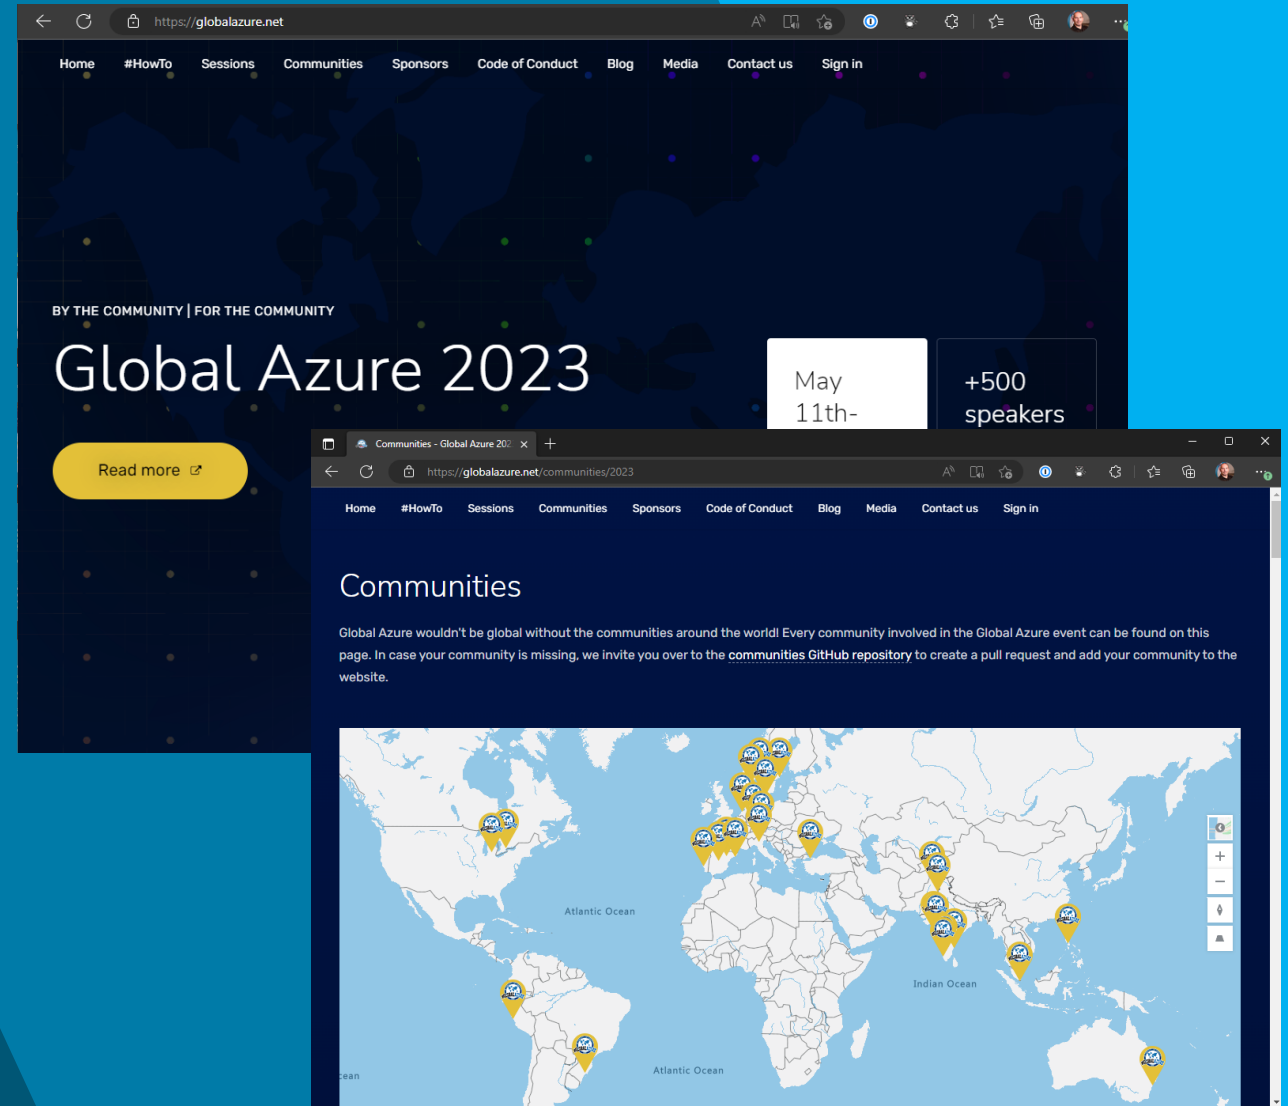 https://globalazure.net
Home #HowTo Sessions Communities Sponsors Code of Conduct Blog Media Contact us Sign in
BY THE COMMUNITY | FOR THE COMMUNITY
Global Azure 2023
Read more
May
11th-
+500
speakers
Communities - Global Azure 202
https://globalazure.net/communities/2023
Home #HowTo Sessions Communities Sponsors Code of Conduct Blog Media Contact us Sign in
Communities
Global Azure wouldn't be global without the communities around the world! Every community involved in the Global Azure event can be found on this
page. In case your community is missing, we invite you over to the communities GitHub repository to create a pull request and add your community to the
website.
Atlantic Ocean
Indian Ocean
Atlantic Ocean
cean